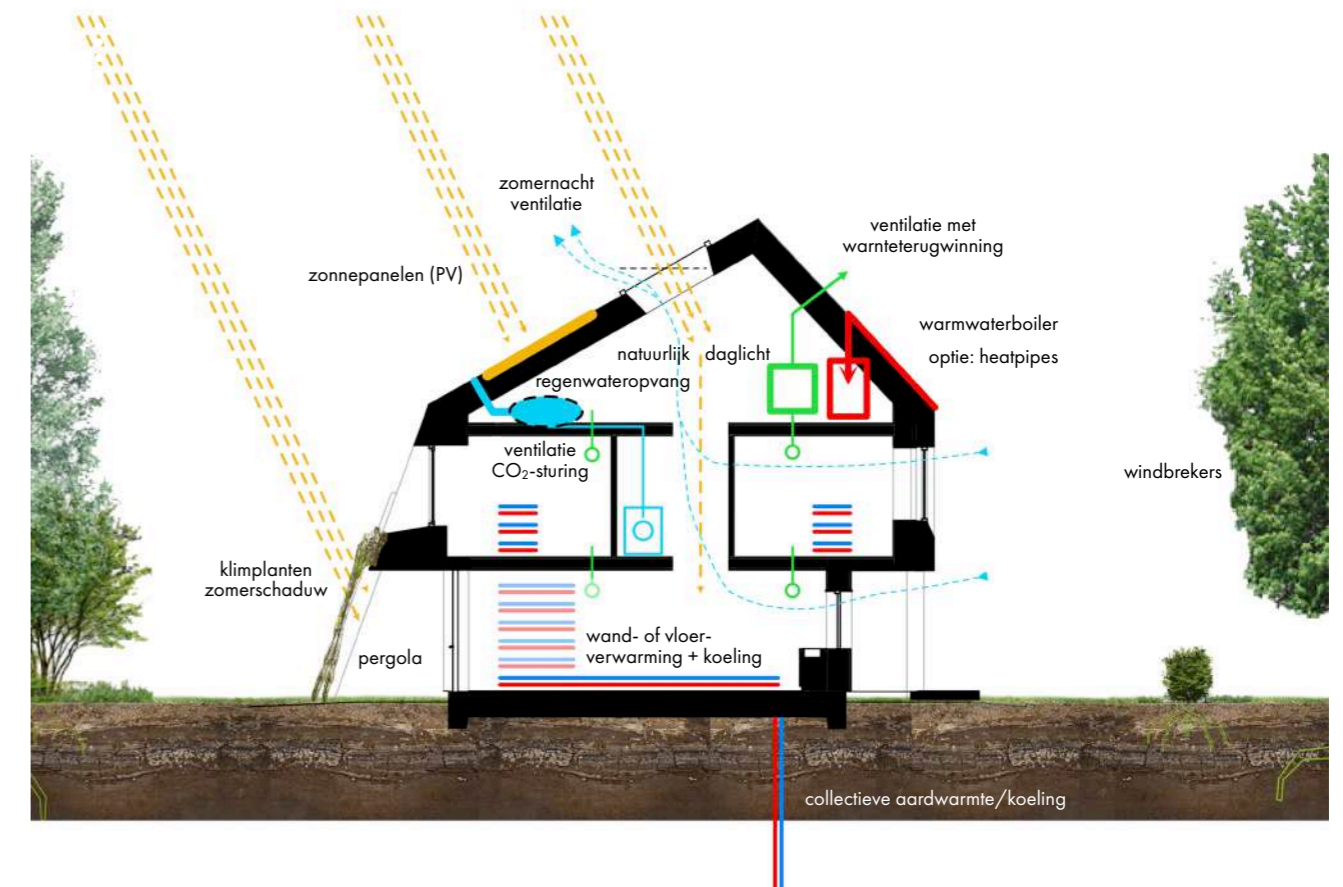 zomernacht
ventilatie
ventilatie met
warnteterugwinning
zonnepanelen (PV)
warmwaterboiler
optie: heatpipes
natuurlijk daglicht
regenwateropvang
ventilatie
CO₂-sturing
windbrekers
klimplanten
zomerschaduw
wand- of vloer-
verwarming + koeling
pergola
collectieve aardwarmte/koeling